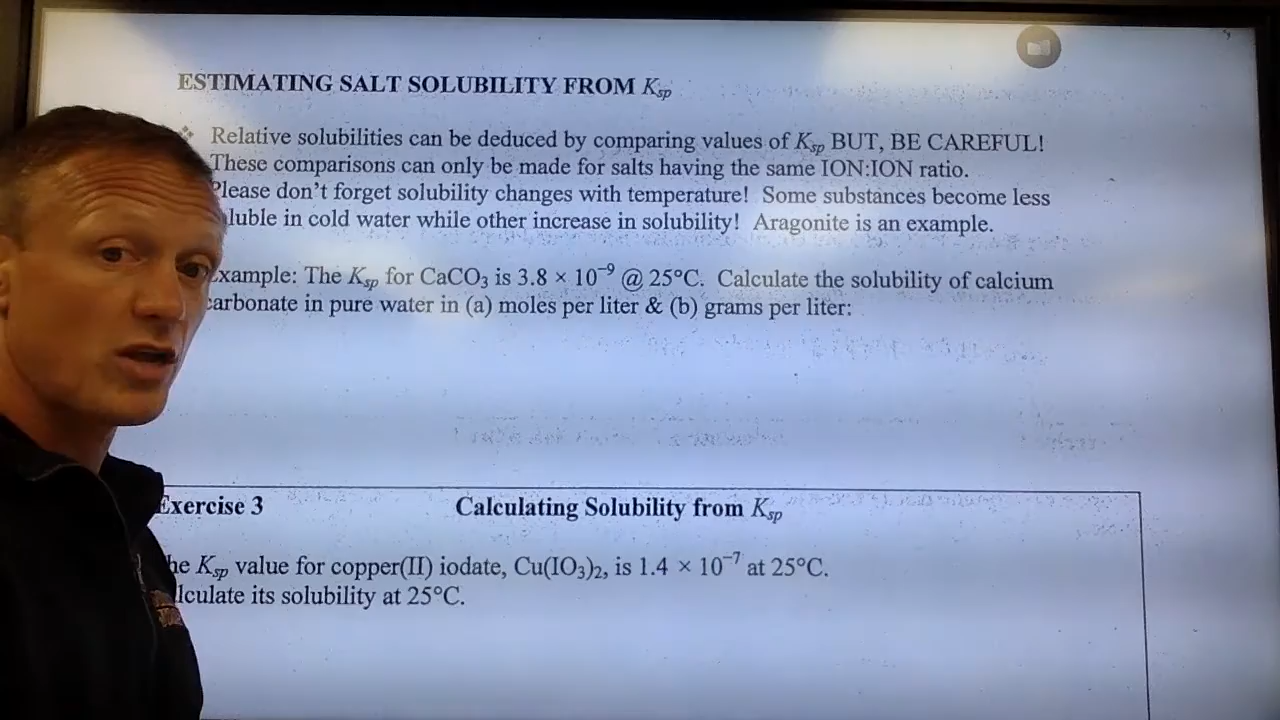 ESTIMATING SALT SOLUBILITY FROM Ksp
❖ Relative solubilities can be deduced by comparing values of Ksp BUT, BE CAREFUL!
These comparisons can only be made for salts having the same ION:ION ratio.
Please don't forget solubility changes with temperature! Some substances become less
luble in cold water while other increase in solubility! Aragonite is an example.
xample: The Ksp for CaCO3 is 3.8 × 10⁻⁹ @ 25°C. Calculate the solubility of calcium
carbonate in pure water in (a) moles per liter & (b) grams per liter:
Exercise 3 Calculating Solubility from Ksp
he Ksp value for copper(II) iodate, Cu(IO3)2, is 1.4 × 10⁻⁷ at 25°C.
lculate its solubility at 25°C.